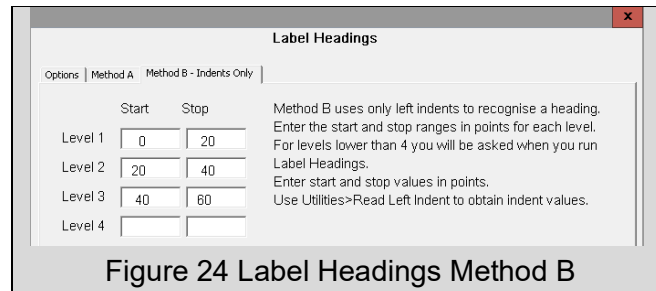 x
Label Headings
Options Method A Method B - Indents Only
Start Stop
Level 1 0 20
Level 2 20 40
Level 3 40 60
Level 4
Method B uses only left indents to recognise a heading.
Enter the start and stop ranges in points for each level.
For levels lower than 4 you will be asked when you run
Label Headings.
Enter start and stop values in points.
Use Utilities>Read Left Indent to obtain indent values.
Figure 24 Label Headings Method B